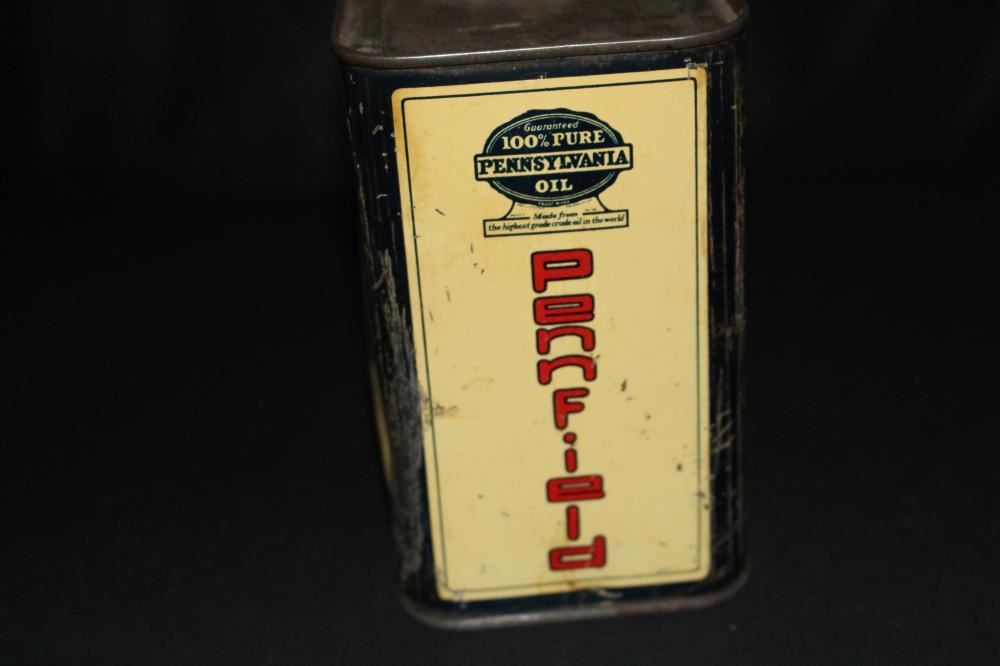 Guaranteed
100% PURE
PENNSYLVANIA
OIL
Made from
the highest grade crude oil in the world
PennField